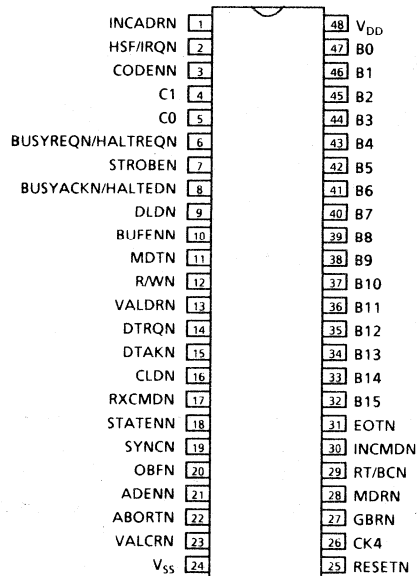 INCADRN 1 48 VDD
HSF/IRQN 2 47 B0
CODENN 3 46 B1
C1 4 45 B2
C0 5 44 B3
BUSYREQN/HALTREQN 6 43 B4
STROBEN 7 42 B5
BUSYACKN/HALTEDN 8 41 B6
DLDN 9 40 B7
BUFENN 10 39 B8
MDTN 11 38 B9
R/WN 12 37 B10
VALDRN 13 36 B11
DTRQN 14 35 B12
DTAKN 15 34 B13
CLDN 16 33 B14
RXCMDN 17 32 B15
STATENN 18 31 EOTN
SYNCN 19 30 INCMDN
OBFN 20 29 RT/BCN
ADENN 21 28 MDRN
ABORTN 22 27 GBRN
VALCRN 23 26 CK4
VSS 24 25 RESETN